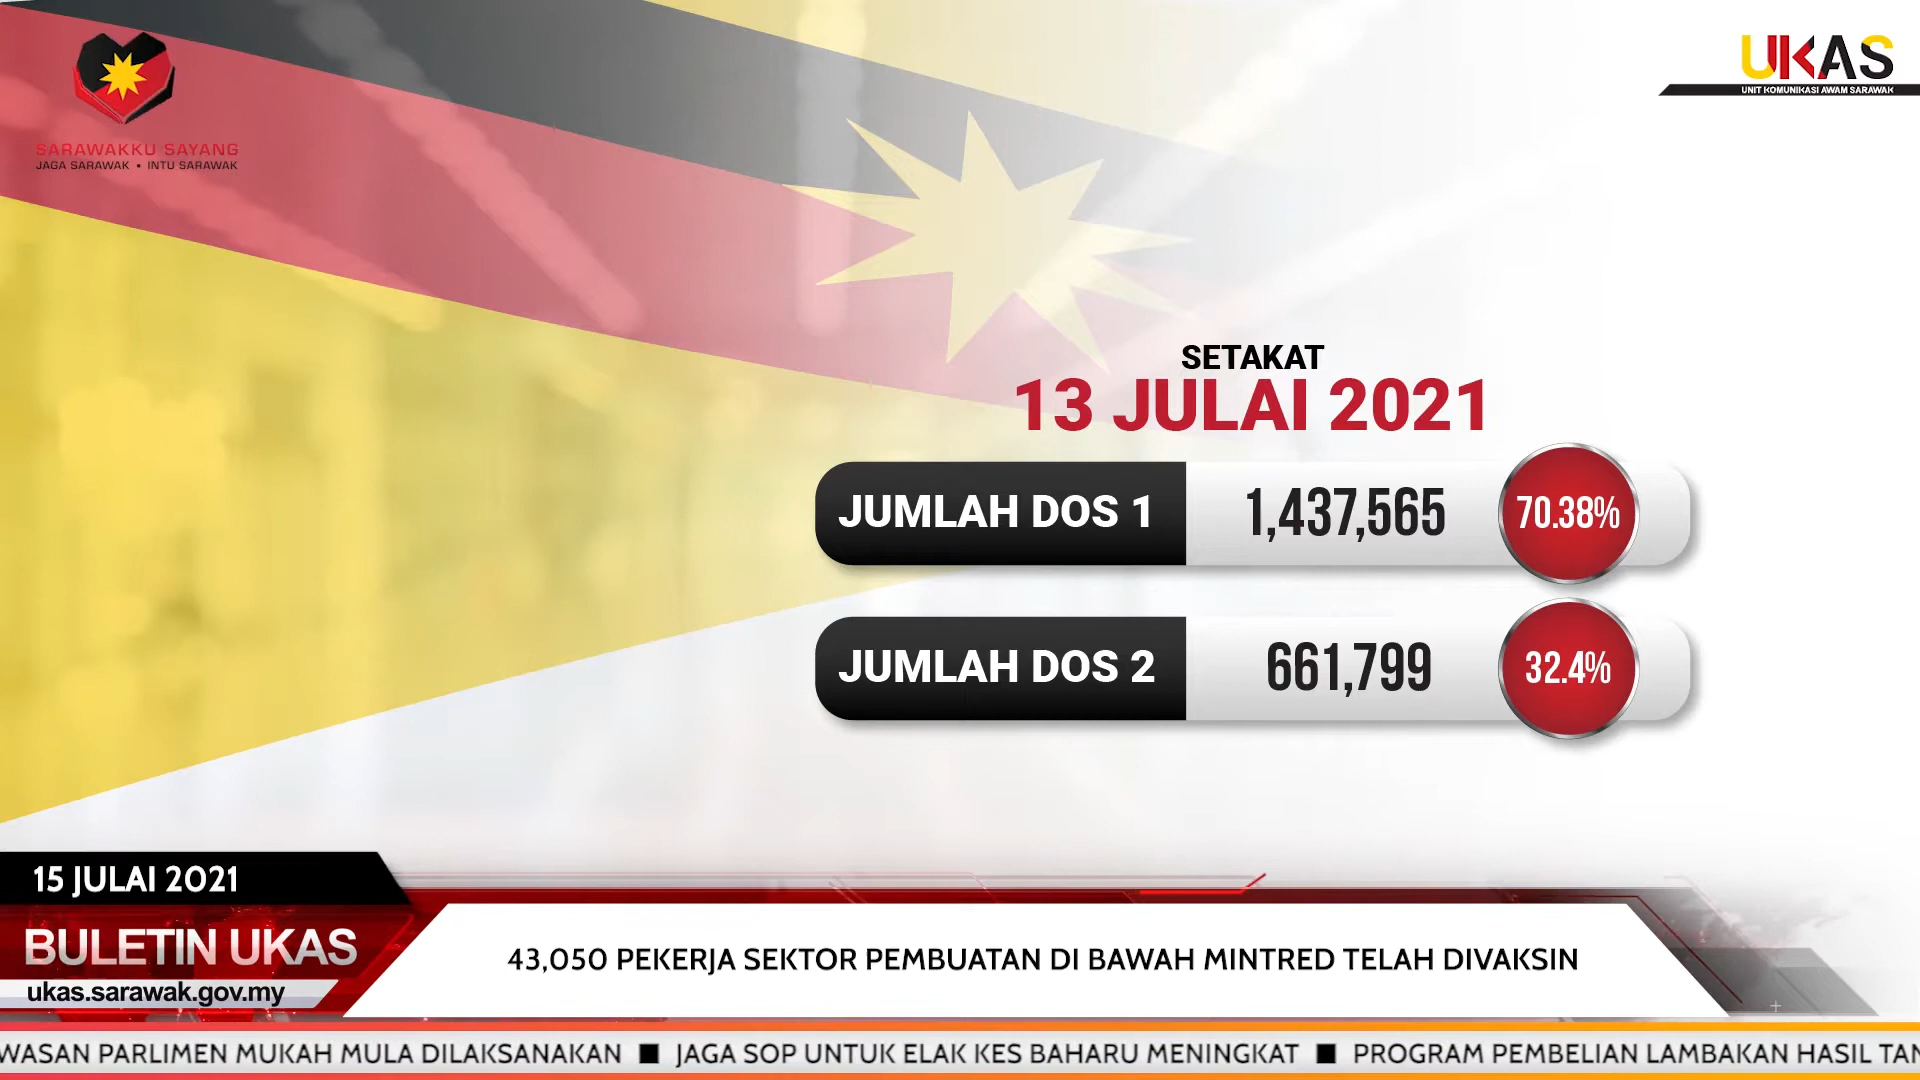 SARAWAKKU SAYANG
JAGA SARAWAK • INTU SARAWAK
UKAS
UNIT KOMUNIKASI AWAM SARAWAK
SETAKAT
13 JULAI 2021
JUMLAH DOS 1 1,437,565 70.38%
JUMLAH DOS 2 661,799 32.4%
15 JULAI 2021
BULETIN UKAS
ukas.sarawak.gov.my
43,050 PEKERJA SEKTOR PEMBUATAN DI BAWAH MINTRED TELAH DIVAKSIN
WASAN PARLIMEN MUKAH MULA DILAKSANAKAN ■ JAGA SOP UNTUK ELAK KES BAHARU MENINGKAT ■ PROGRAM PEMBELIAN LAMBAKAN HASIL TAN